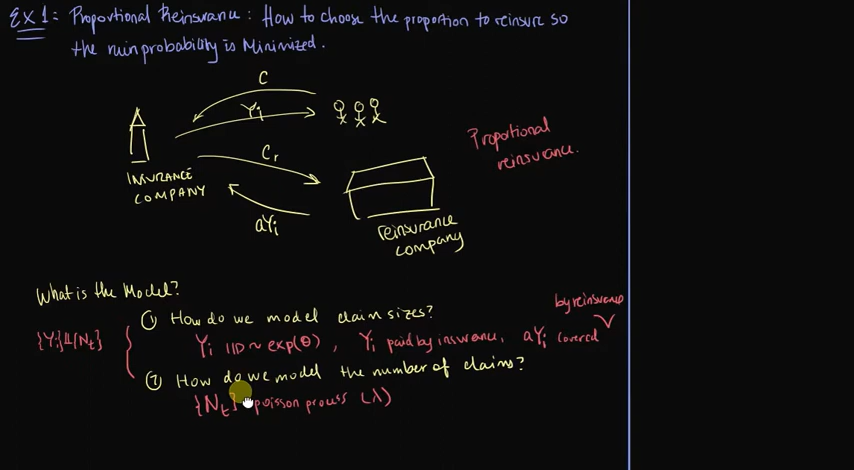 Ex 1: Proportional Reinsurance: How to choose the proportion to reinsure so
the ruin probability is Minimized.
C
Yi
INSURANCE
COMPANY
Cr
aYi
reinsurance
company
Proportional
reinsurance.
What is the Model?
① How do we model claim sizes?
by reinsurance
{Yi}⫫{Nt}
Yi IID ~ exp(θ), Yi paid by insurance, aYi covered
② How do we model the number of claims?
{Nt} poisson process (λ)